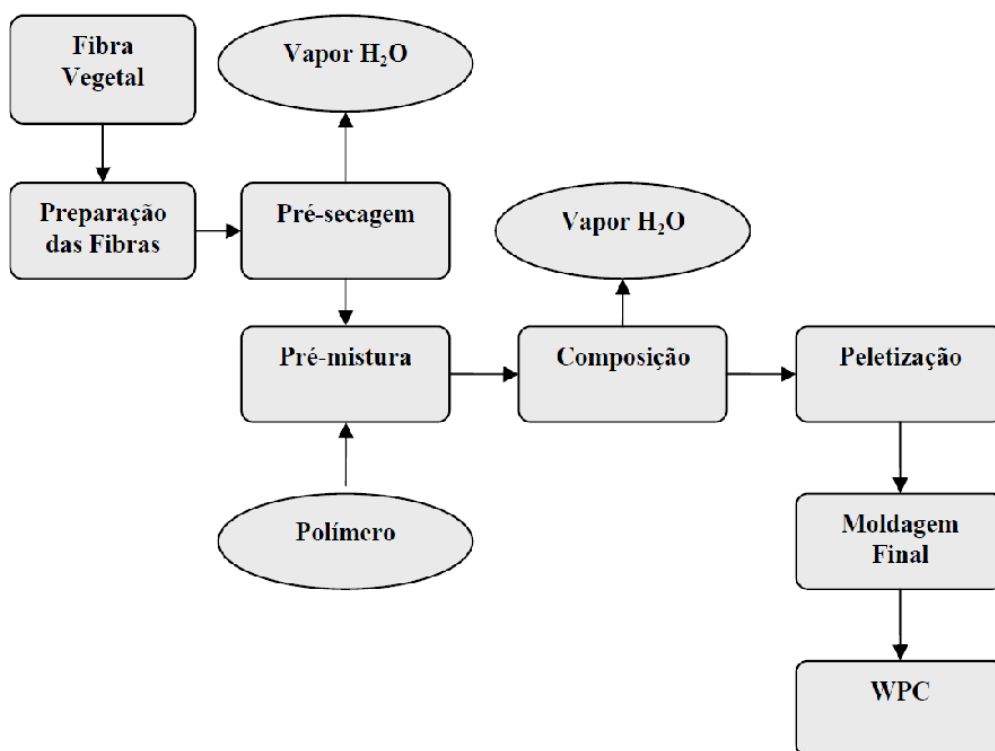 Fibra
Vegetal
Vapor H₂O
Preparação
das Fibras
Pré-secagem
Vapor H₂O
Pré-mistura
Composição
Peletização
Polímero
Moldagem
Final
WPC